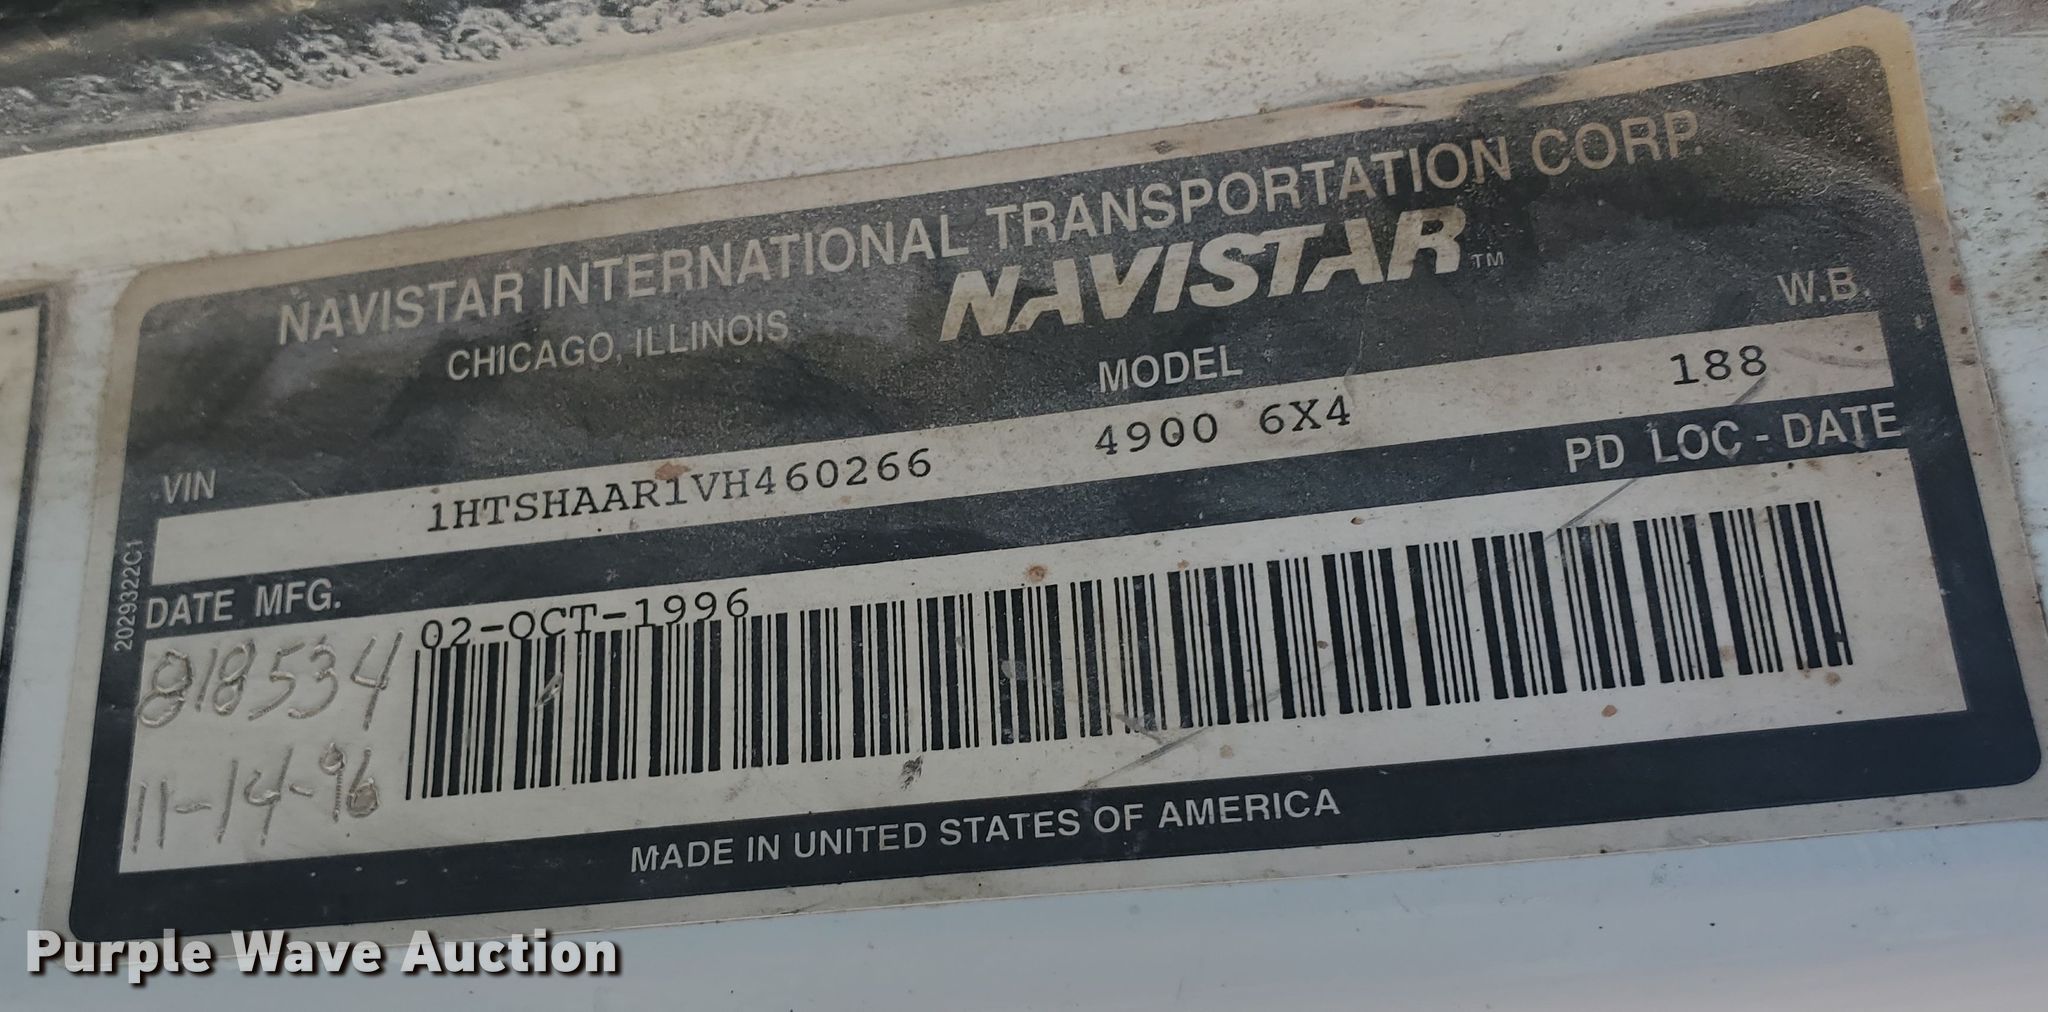 NAVISTAR INTERNATIONAL TRANSPORTATION CORP.
CHICAGO, ILLINOIS
NAVISTAR™
VIN
MODEL
W.B.
1HTSHAAR1VH460266
4900 6X4
188
DATE MFG.
PD LOC - DATE
02-OCT-1996
818534
11-14-96
2029322C1
MADE IN UNITED STATES OF AMERICA
Purple Wave Auction